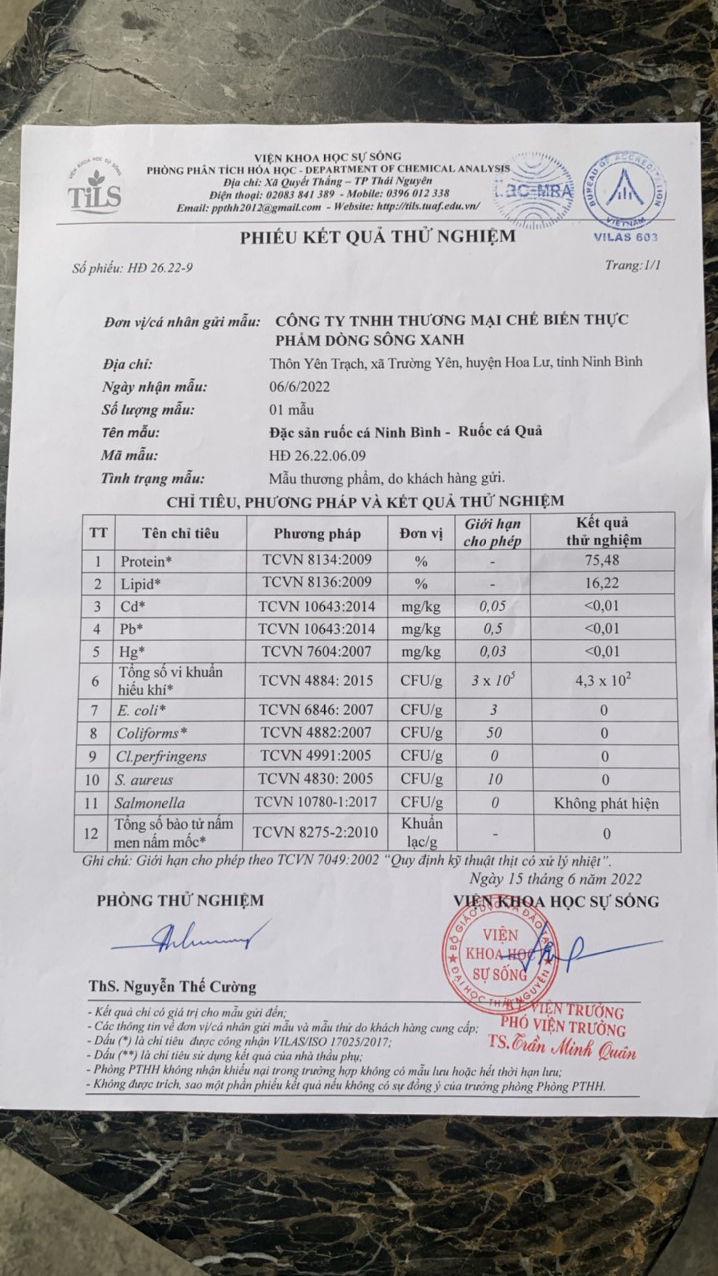 VIỆN KHOA HỌC SỰ SỐNG
TiLS
VIỆN KHOA HỌC SỰ SỐNG
PHÒNG PHÂN TÍCH HÓA HỌC - DEPARTMENT OF CHEMICAL ANALYSIS
Địa chỉ: Xã Quyết Thắng – TP Thái Nguyên
Điện thoại: 02083 841 389 - Mobile: 0396 012 338
Email: ppthh2012@gmail.com - Website: http://tils.tuaf.edu.vn/
-MRA
BUREAU OF ACCREDITATION
VIETNAM
VILAS 603
PHIẾU KẾT QUẢ THỬ NGHIỆM
Số phiếu: HĐ 26.22-9 Trang:1/1
Đơn vị/cá nhân gửi mẫu: CÔNG TY TNHH THƯƠNG MẠI CHẾ BIẾN THỰC
PHẨM DÒNG SÔNG XANH
Địa chỉ: Thôn Yên Trạch, xã Trường Yên, huyện Hoa Lư, tỉnh Ninh Bình
Ngày nhận mẫu: 06/6/2022
Số lượng mẫu: 01 mẫu
Tên mẫu: Đặc sản ruốc cá Ninh Bình - Ruốc cá Quả
Mã mẫu: HĐ 26.22.06.09
Tình trạng mẫu: Mẫu thương phẩm, do khách hàng gửi.
CHỈ TIÊU, PHƯƠNG PHÁP VÀ KẾT QUẢ THỬ NGHIỆM
TT Tên chỉ tiêu Phương pháp Đơn vị Giới hạn cho phép Kết quả thử nghiệm
1 Protein* TCVN 8134:2009 % - 75,48
2 Lipid* TCVN 8136:2009 % - 16,22
3 Cd* TCVN 10643:2014 mg/kg 0,05 <0,01
4 Pb* TCVN 10643:2014 mg/kg 0,5 <0,01
5 Hg* TCVN 7604:2007 mg/kg 0,03 <0,01
6 Tổng số vi khuẩn hiếu khí* TCVN 4884: 2015 CFU/g 3 x 10⁵ 4,3 x 10²
7 E. coli* TCVN 6846: 2007 CFU/g 3 0
8 Coliforms* TCVN 4882:2007 CFU/g 50 0
9 Cl.perfringens TCVN 4991:2005 CFU/g 0 0
10 S. aureus TCVN 4830: 2005 CFU/g 10 0
11 Salmonella TCVN 10780-1:2017 CFU/g 0 Không phát hiện
12 Tổng số bào tử nấm men nấm mốc* TCVN 8275-2:2010 Khuẩn lạc/g - 0
Ghi chú: Giới hạn cho phép theo TCVN 7049:2002 “Quy định kỹ thuật thịt có xử lý nhiệt”.
Ngày 15 tháng 6 năm 2022
PHÒNG THỬ NGHIỆM VIỆN KHOA HỌC SỰ SỐNG
BỘ GIÁO DỤC VÀ ĐÀO TẠO
VIỆN
KHOA HỌC
SỰ SỐNG
ĐẠI HỌC THÁI NGUYÊN
ThS. Nguyễn Thế Cường
VIỆN TRƯỞNG
PHÓ VIỆN TRƯỞNG
TS. Trần Minh Quân
- Kết quả chỉ có giá trị cho mẫu gửi đến;
- Các thông tin về đơn vị/cá nhân gửi mẫu và mẫu thử do khách hàng cung cấp;
- Dấu (*) là chỉ tiêu được công nhận VILAS/ISO 17025/2017;
- Dấu (**) là chỉ tiêu sử dụng kết quả của nhà thầu phụ;
- Phòng PTHH không nhận khiếu nại trong trường hợp không có mẫu lưu hoặc hết thời hạn lưu;
- Không được trích, sao một phần phiếu kết quả nếu không có sự đồng ý của trưởng phòng Phòng PTHH.